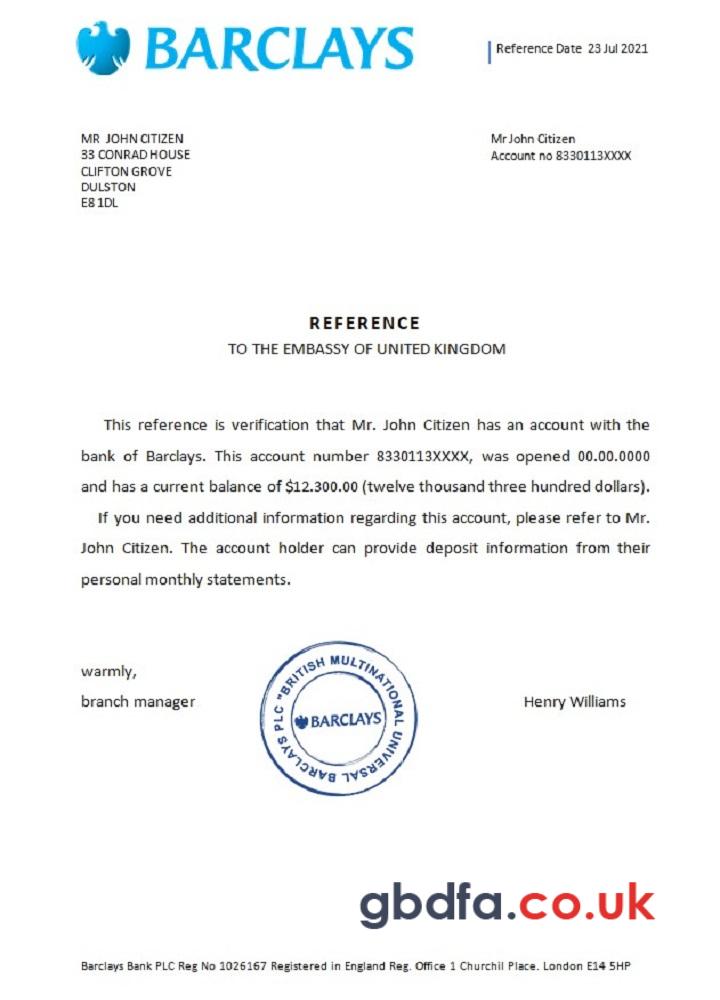 BARCLAYS
Reference Date 23 Jul 2021
MR JOHN CITIZEN
33 CONRAD HOUSE
CLIFTON GROVE
DULSTON
E8 1DL
Mr John Citizen
Account no 8330113XXXX
REFERENCE
TO THE EMBASSY OF UNITED KINGDOM
This reference is verification that Mr. John Citizen has an account with the
bank of Barclays. This account number 8330113XXXX, was opened 00.00.0000
and has a current balance of $12.300.00 (twelve thousand three hundred dollars).
If you need additional information regarding this account, please refer to Mr.
John Citizen. The account holder can provide deposit information from their
personal monthly statements.
warmly,
branch manager
BARCLAYS PLC "BRITISH MULTINATIONAL UNIVERSAL
BARCLAYS
Henry Williams
gbdfa.co.uk
Barclays Bank PLC Reg No 1026167 Registered in England Reg. Office 1 Churchil Place. London E14 5HP